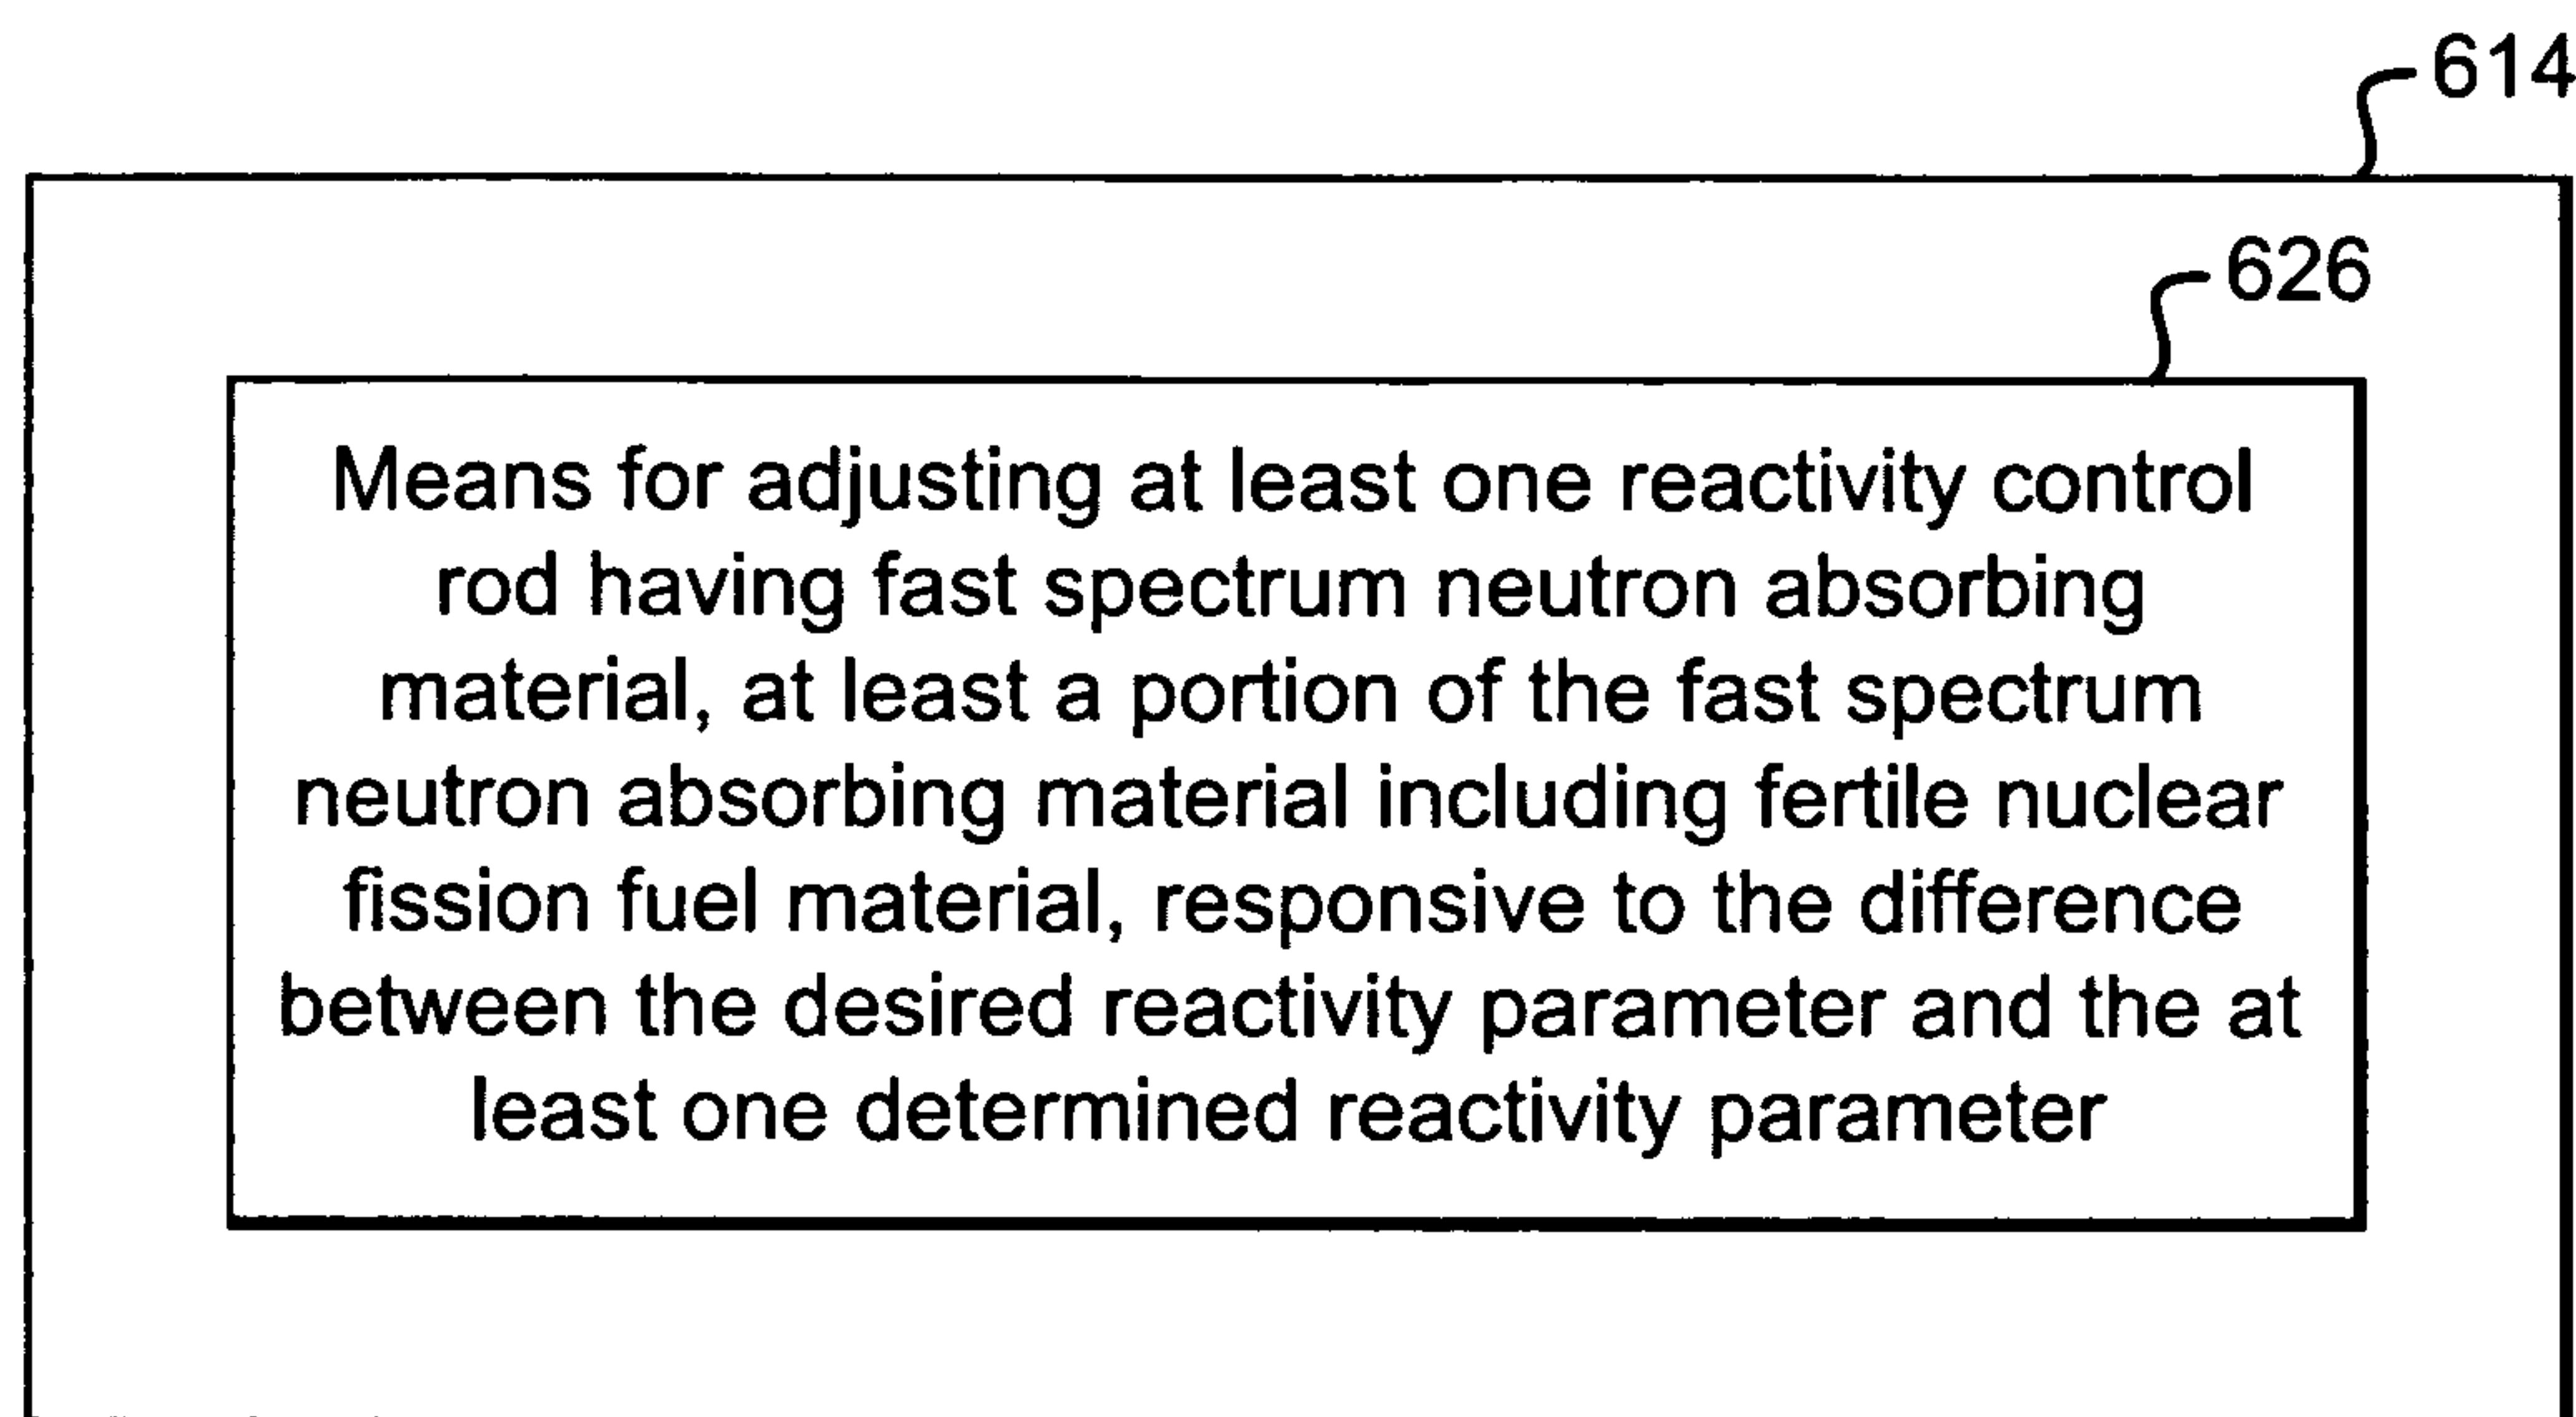 614
626
Means for adjusting at least one reactivity control
rod having fast spectrum neutron absorbing
material, at least a portion of the fast spectrum
neutron absorbing material including fertile nuclear
fission fuel material, responsive to the difference
between the desired reactivity parameter and the at
least one determined reactivity parameter